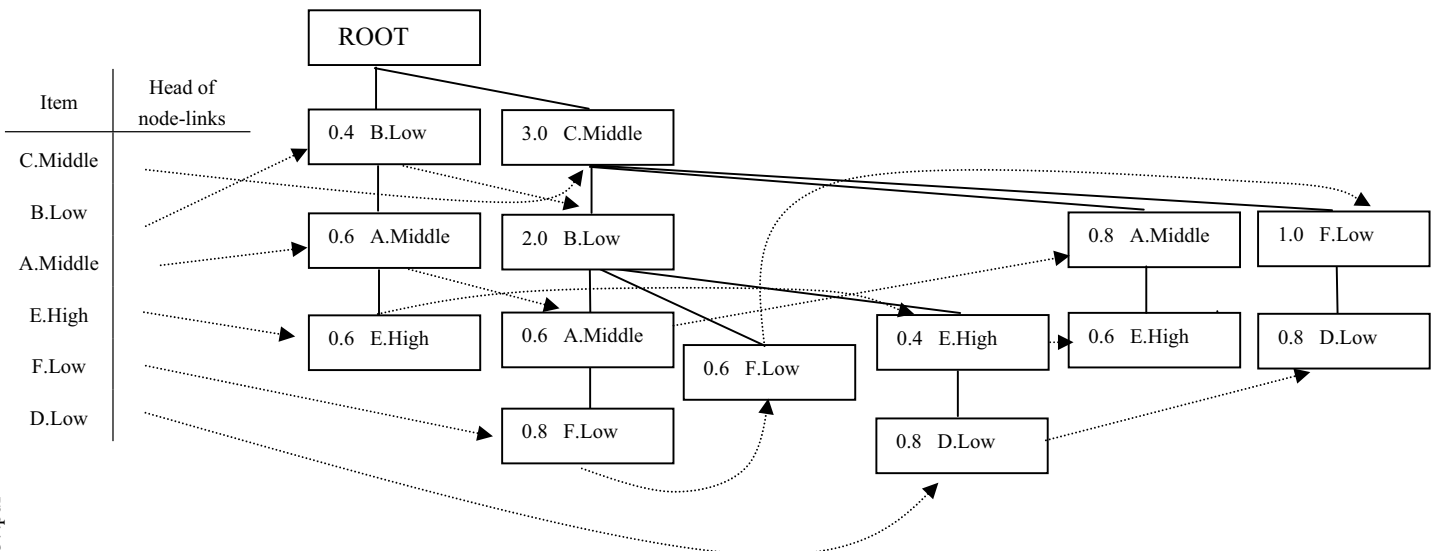 ROOT
Item
Head of
node-links
C.Middle
B.Low
A.Middle
E.High
F.Low
D.Low
0.4 B.Low
3.0 C.Middle
0.6 A.Middle
2.0 B.Low
0.8 A.Middle
1.0 F.Low
0.6 E.High
0.6 A.Middle
0.6 F.Low
0.4 E.High
0.6 E.High
0.8 D.Low
0.8 F.Low
0.8 D.Low